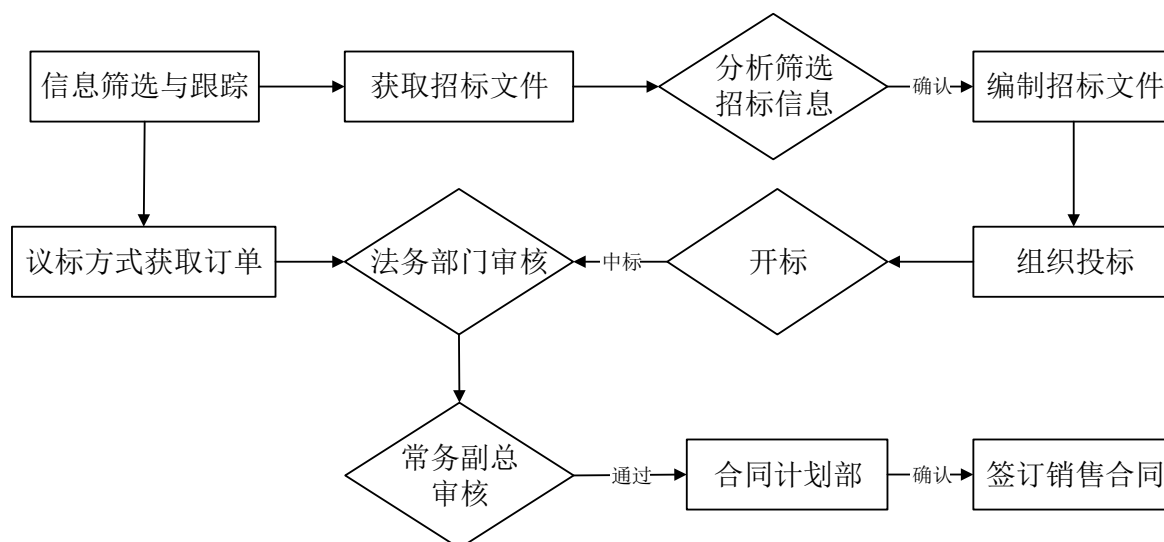 信息筛选与跟踪
获取招标文件
分析筛选
招标信息
确认
编制招标文件
议标方式获取订单
法务部门审核
中标
开标
组织投标
常务副总
审核
通过
合同计划部
确认
签订销售合同